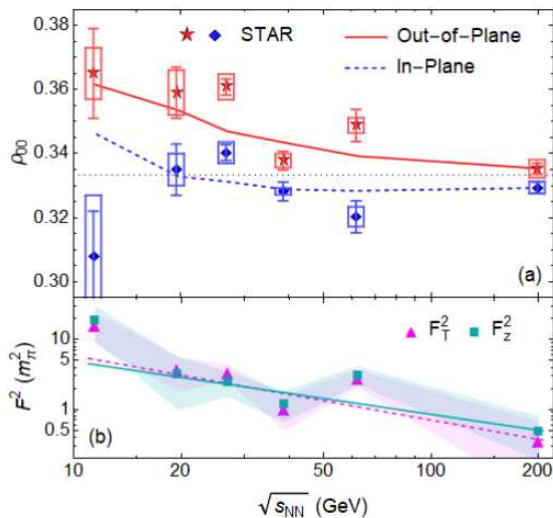 0.38
0.36
0.34
0.32
0.30
ρ₀₀
★ ◆ STAR
Out-of-Plane
In-Plane
(a)
10
5
1
0.5
F² (m²π)
F²T F²z
(b)
10 20 50 100 200
√sNN (GeV)